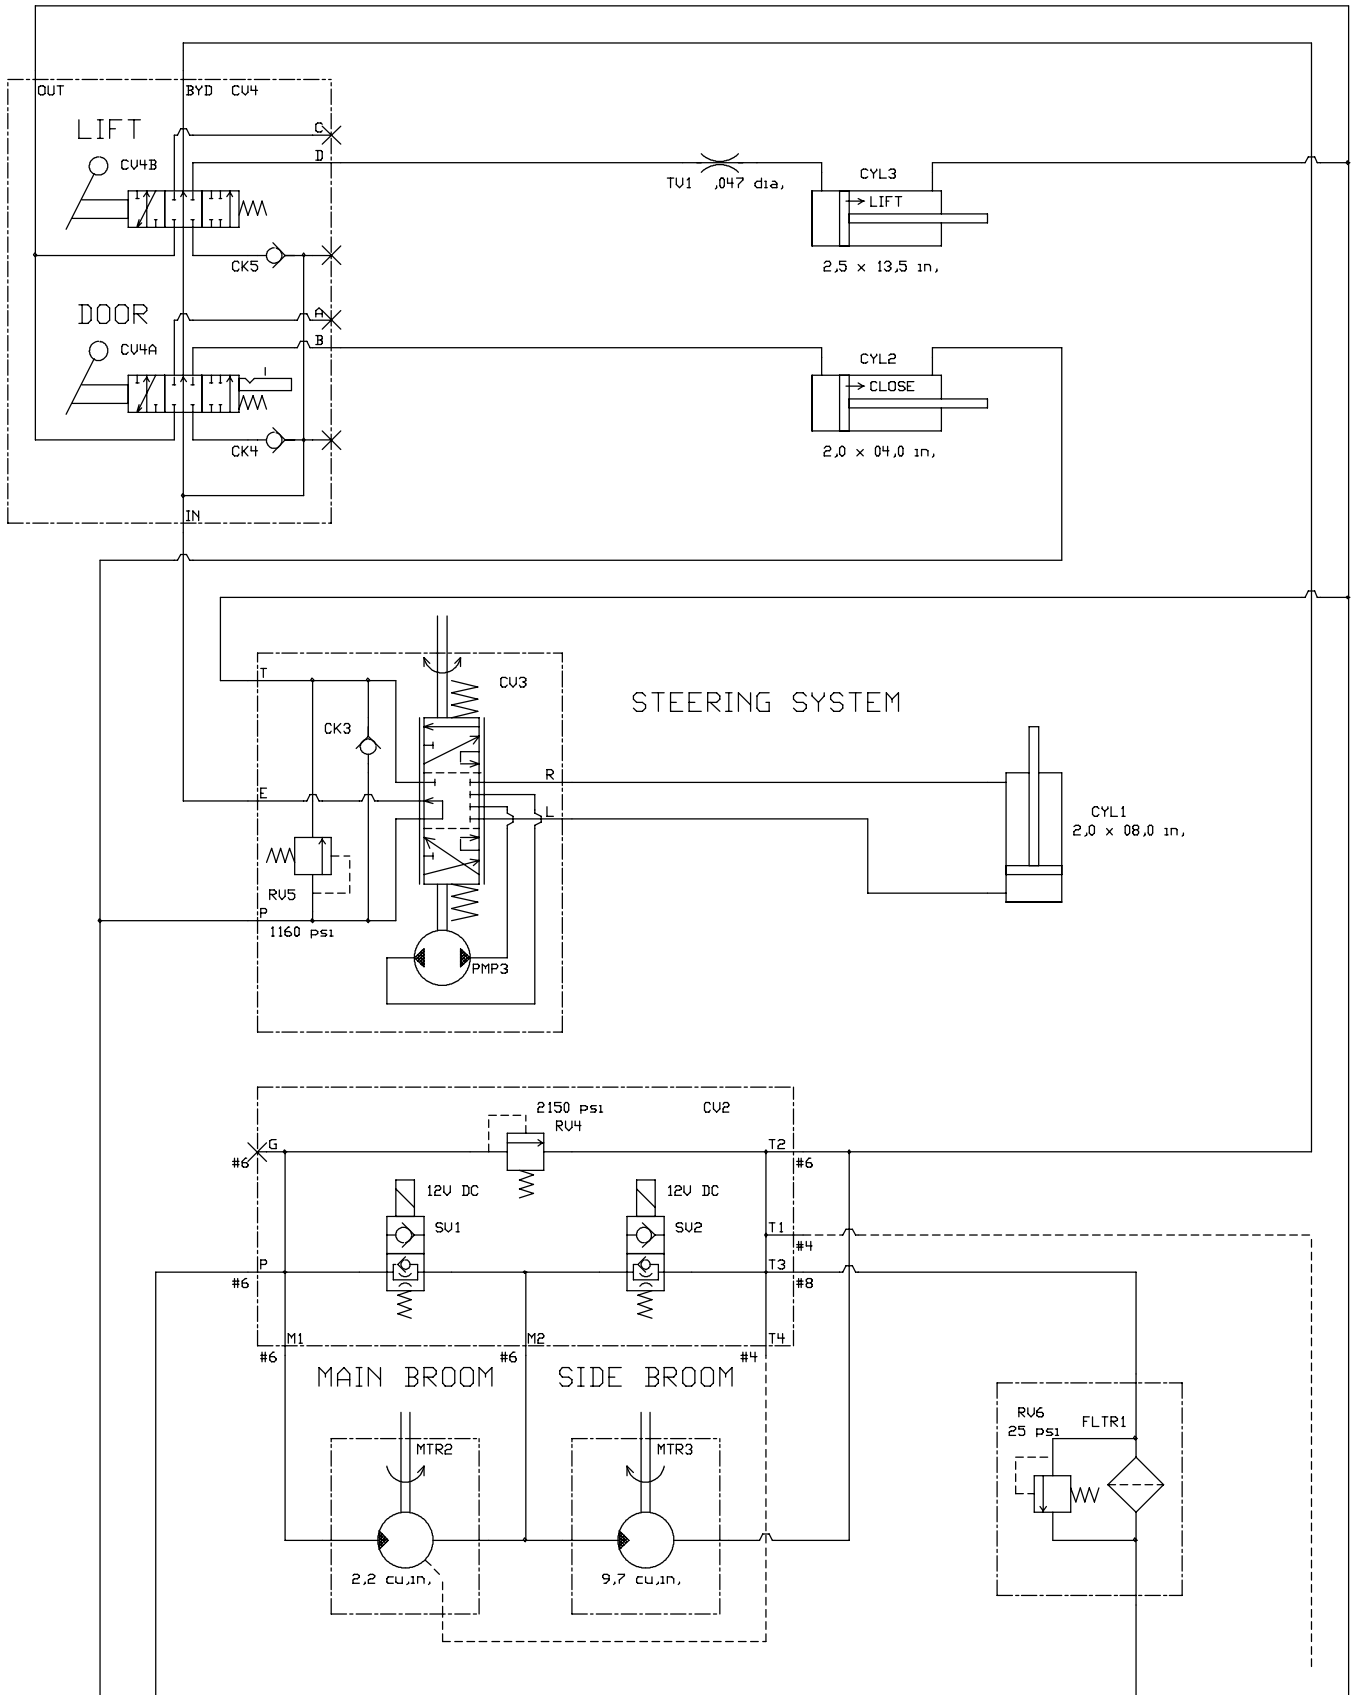 OUT
BYD CV4
LIFT
C
CV4B
D
TV1 ,047 dia,
CYL3
LIFT
CK5
2,5 x 13,5 in,
DOOR
A
CV4A
B
CYL2
I
CLOSE
CK4
2,0 x 04,0 in,
IN
T
CV3
STEERING SYSTEM
CK3
R
E
L
CYL1
2,0 x 08,0 in,
RV5
P
1160 psi
PMP3
2150 psi
CV2
RV4
G
T2
#6
#6
12V DC
12V DC
SV1
SV2
T1
#4
P
T3
#6
#8
M1
M2
T4
#6
#6
#4
MAIN BROOM
SIDE BROOM
RV6
FLTR1
25 psi
MTR2
MTR3
2,2 cu,in,
9,7 cu,in,